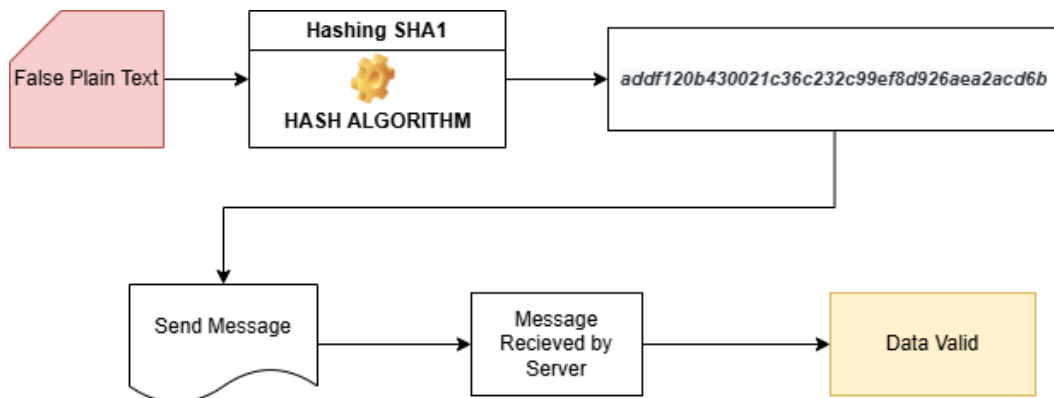 False Plain Text
Hashing SHA1
HASH ALGORITHM
addf120b430021c36c232c99ef8d926aea2acd6b
Send Message
Message
Recieved by
Server
Data Valid